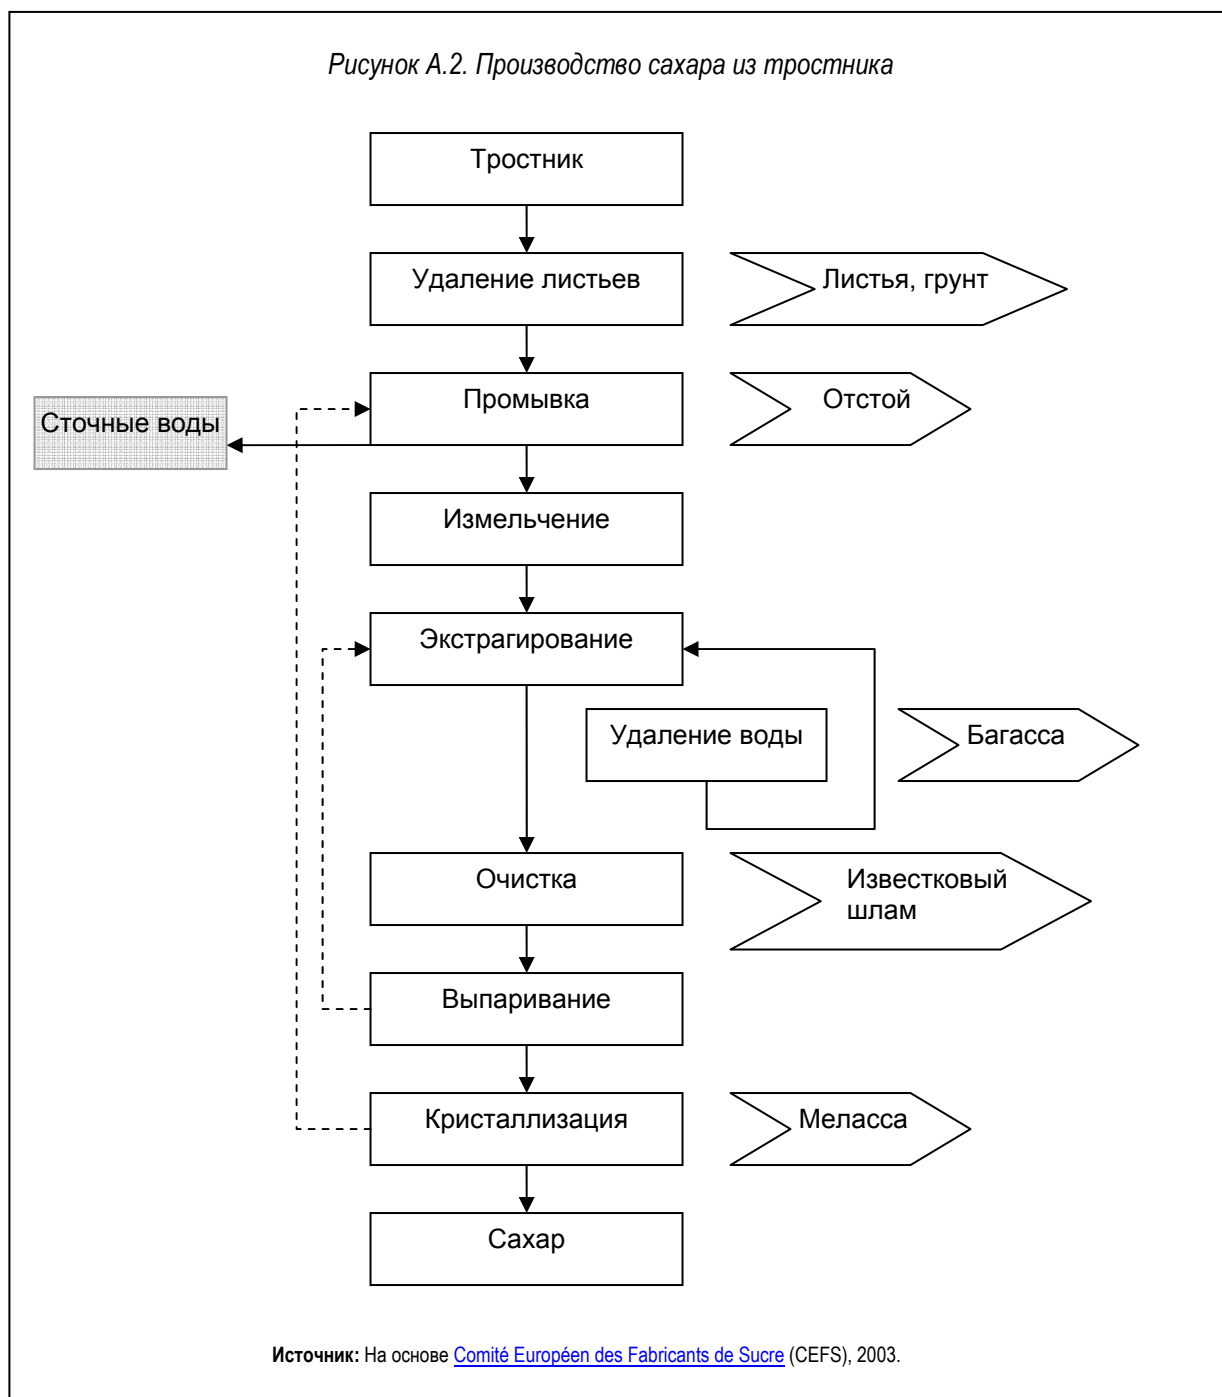 Рисунок А.2. Производство сахара из тростника
Тростник
Удаление листьев
Листья, грунт
Промывка
Отстой
Сточные воды
Измельчение
Экстрагирование
Удаление воды
Багасса
Очистка
Известковый
шлам
Выпаривание
Кристаллизация
Меласса
Сахар
Источник: На основе Comité Européen des Fabricants de Sucre (CEFS), 2003.